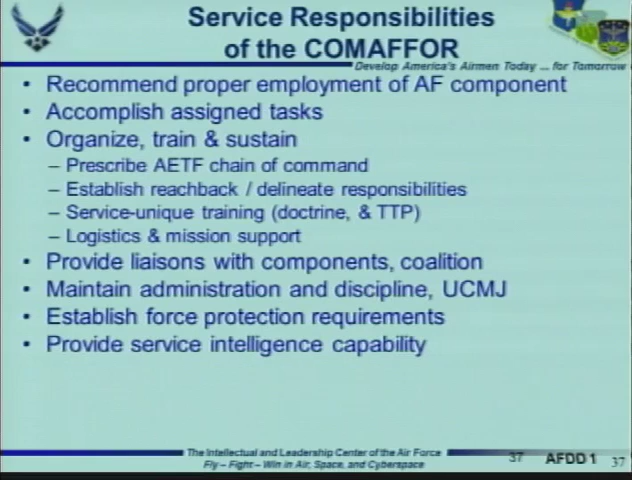 Service Responsibilities
of the COMAFFOR
Develop America's Airmen Today ... for Tomorrow
• Recommend proper employment of AF component
• Accomplish assigned tasks
• Organize, train & sustain
– Prescribe AETF chain of command
– Establish reachback / delineate responsibilities
– Service-unique training (doctrine, & TTP)
– Logistics & mission support
• Provide liaisons with components, coalition
• Maintain administration and discipline, UCMJ
• Establish force protection requirements
• Provide service intelligence capability
The Intellectual and Leadership Center of the Air Force
Fly – Fight – Win in Air, Space, and Cyberspace
37 AFDD 1 37